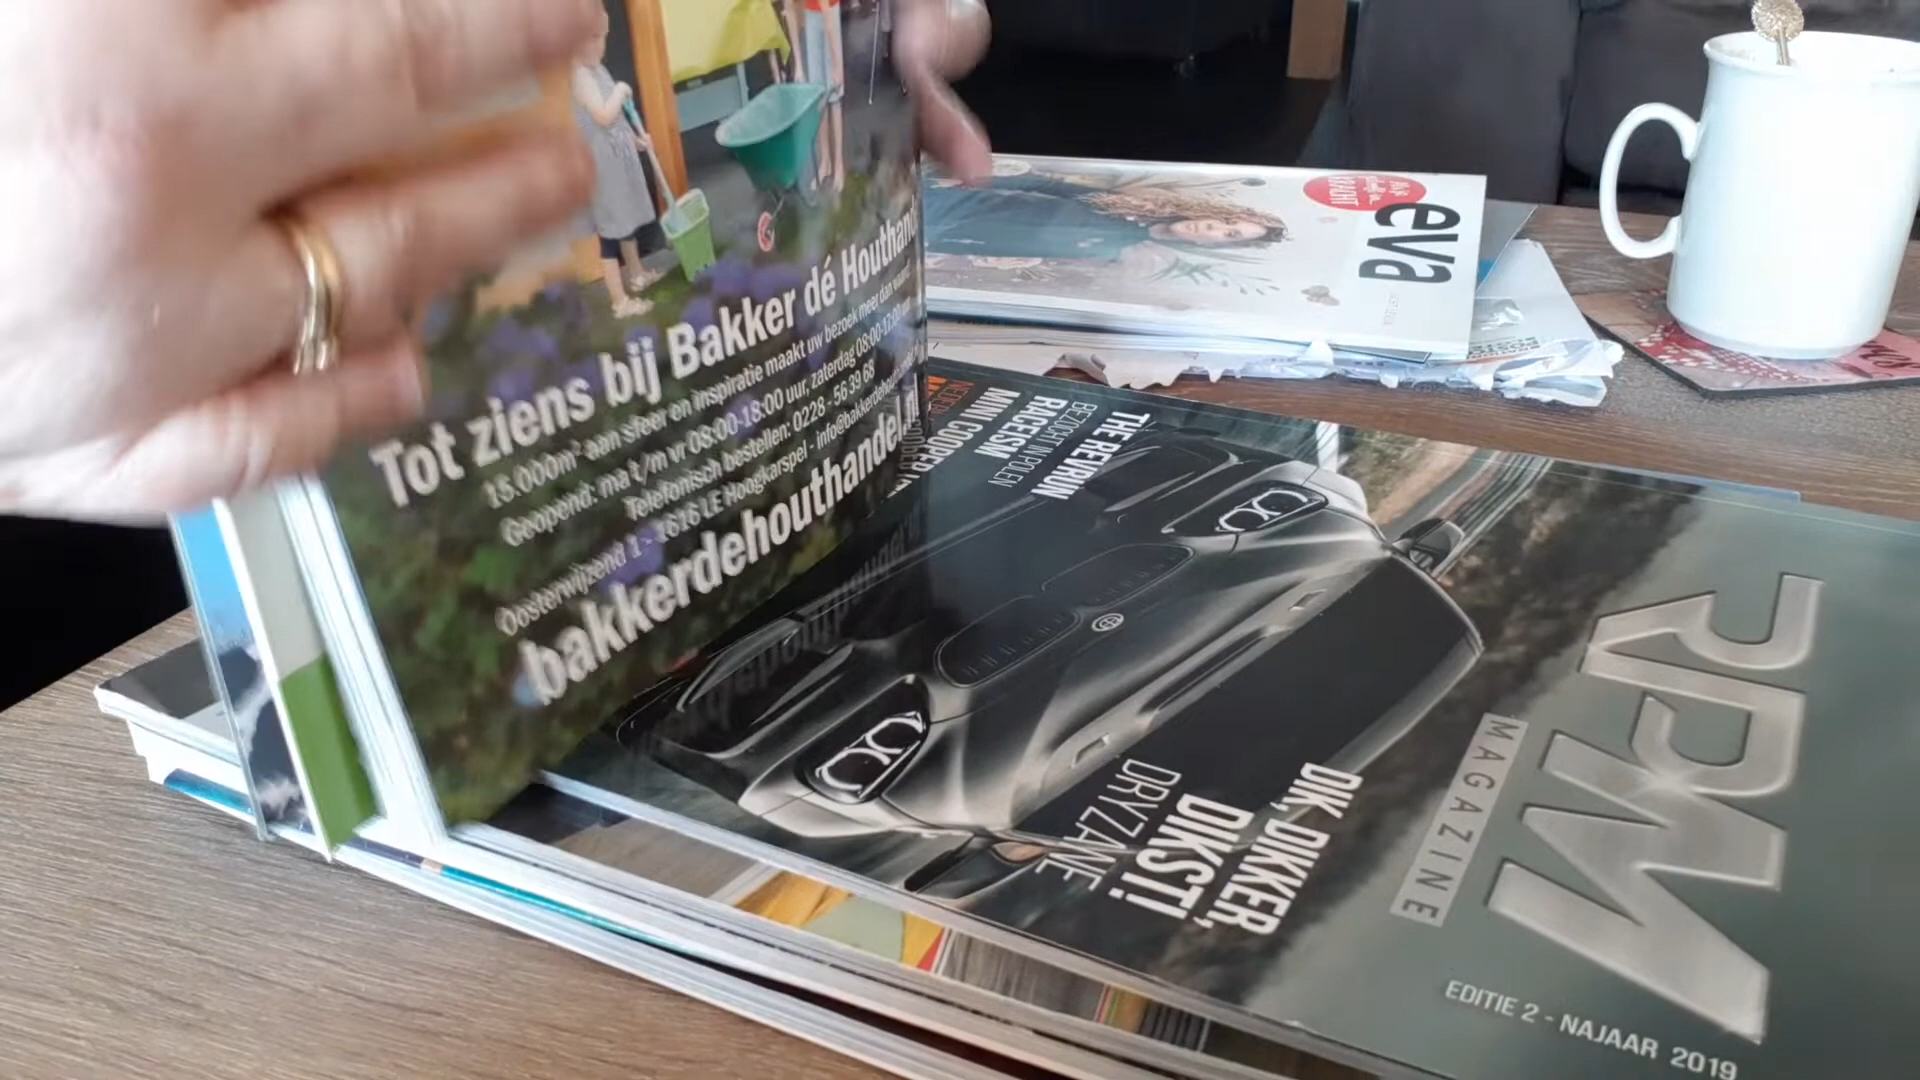 Tot ziens bij Bakker dé Houthandel
15.000m² aan sfeer en inspiratie maakt uw bezoek meer dan waard!
Geopend: ma t/m vr 08:00-18:00 uur, zaterdag 08:00-17:00 uur
Telefonisch bestellen: 0228 - 56 39 68
Oosterwijzend 1 - 1616 LE Hoogkarspel - info@bakkerdehouthandel.nl
bakkerdehouthandel.nl
eva
KRACHT
MINI COOPER
RACEISM
BEZOCHT IN POLEN
THE REVRUN
DIK, DIKKER,
DIKST!
DRYZANE
RPM
MAGAZINE
EDITIE 2 - NAJAAR 2019